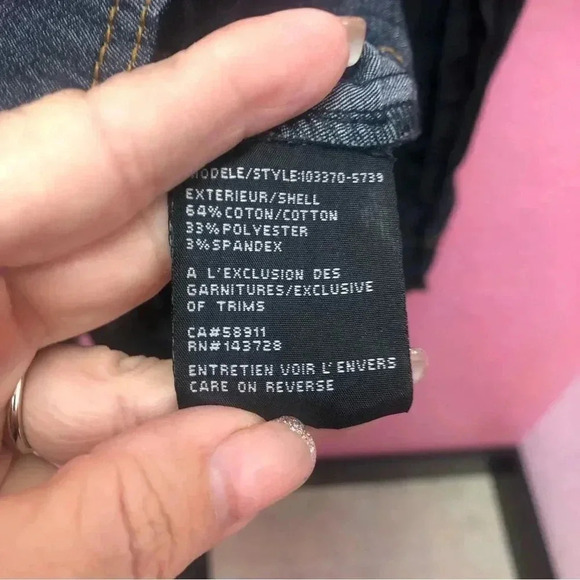 MODELE/STYLE:103370-5739
EXTERIEUR/SHELL
64% COTON/COTTON
33% POLYESTER
3% SPANDEX
A L'EXCLUSION DES
GARNITURES/EXCLUSIVE
OF TRIMS
CA#58911
RN#143728
ENTRETIEN VOIR L'ENVERS
CARE ON REVERSE